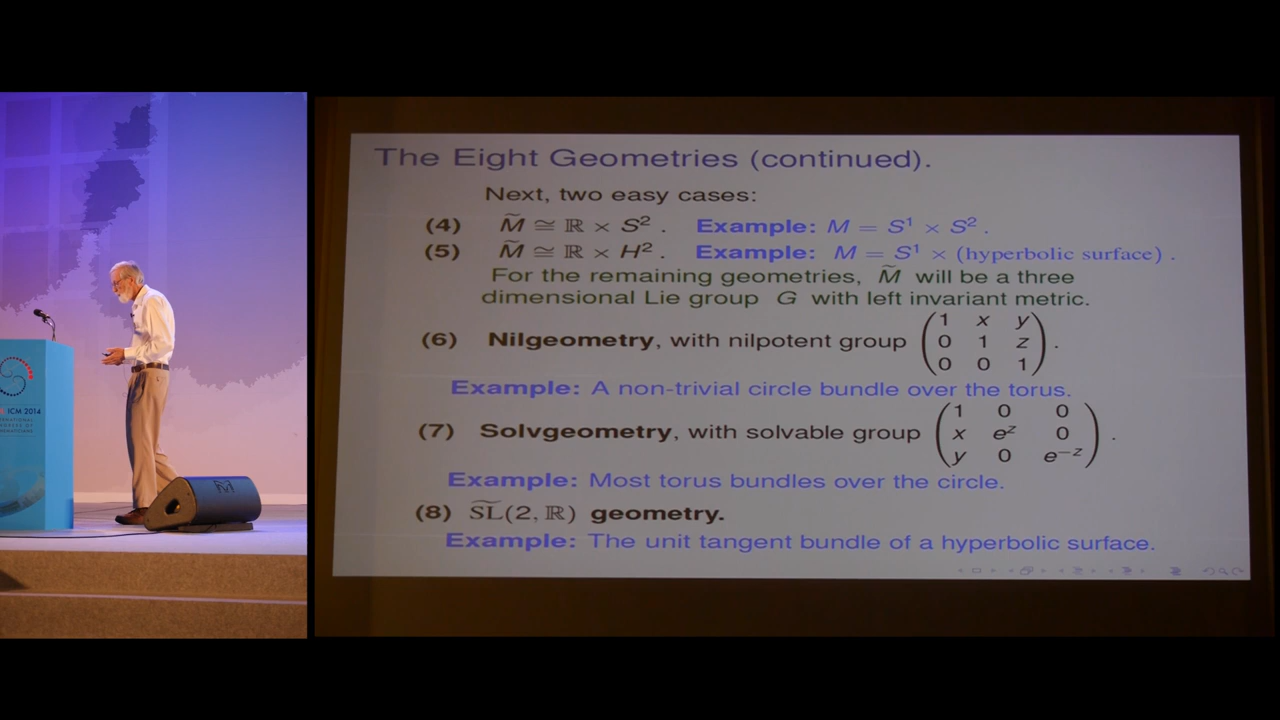 The Eight Geometries (continued).
Next, two easy cases:
(4) M̃ ≅ ℝ × S². Example: M = S¹ × S².
(5) M̃ ≅ ℝ × H². Example: M = S¹ × (hyperbolic surface).
For the remaining geometries, M̃ will be a three
dimensional Lie group G with left invariant metric.
(6) Nilgeometry, with nilpotent group
1 x y
0 1 z
0 0 1
.
Example: A non-trivial circle bundle over the torus.
(7) Solvgeometry, with solvable group
1 0 0
x e^z 0
y 0 e^−z
.
Example: Most torus bundles over the circle.
(8) S̃L(2, ℝ) geometry.
Example: The unit tangent bundle of a hyperbolic surface.
ICM 2014